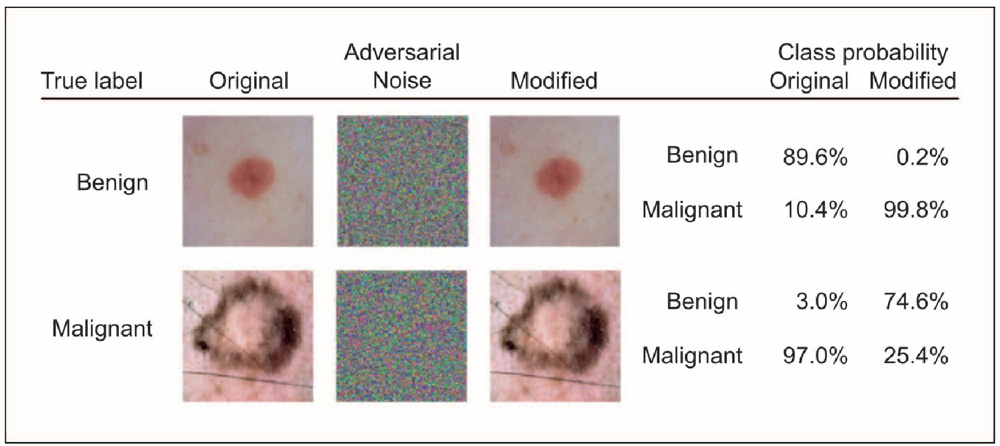 Adversarial
Class probability
True label Original Noise Modified Original Modified
Benign
Benign 89.6% 0.2%
Malignant 10.4% 99.8%
Malignant
Benign 3.0% 74.6%
Malignant 97.0% 25.4%